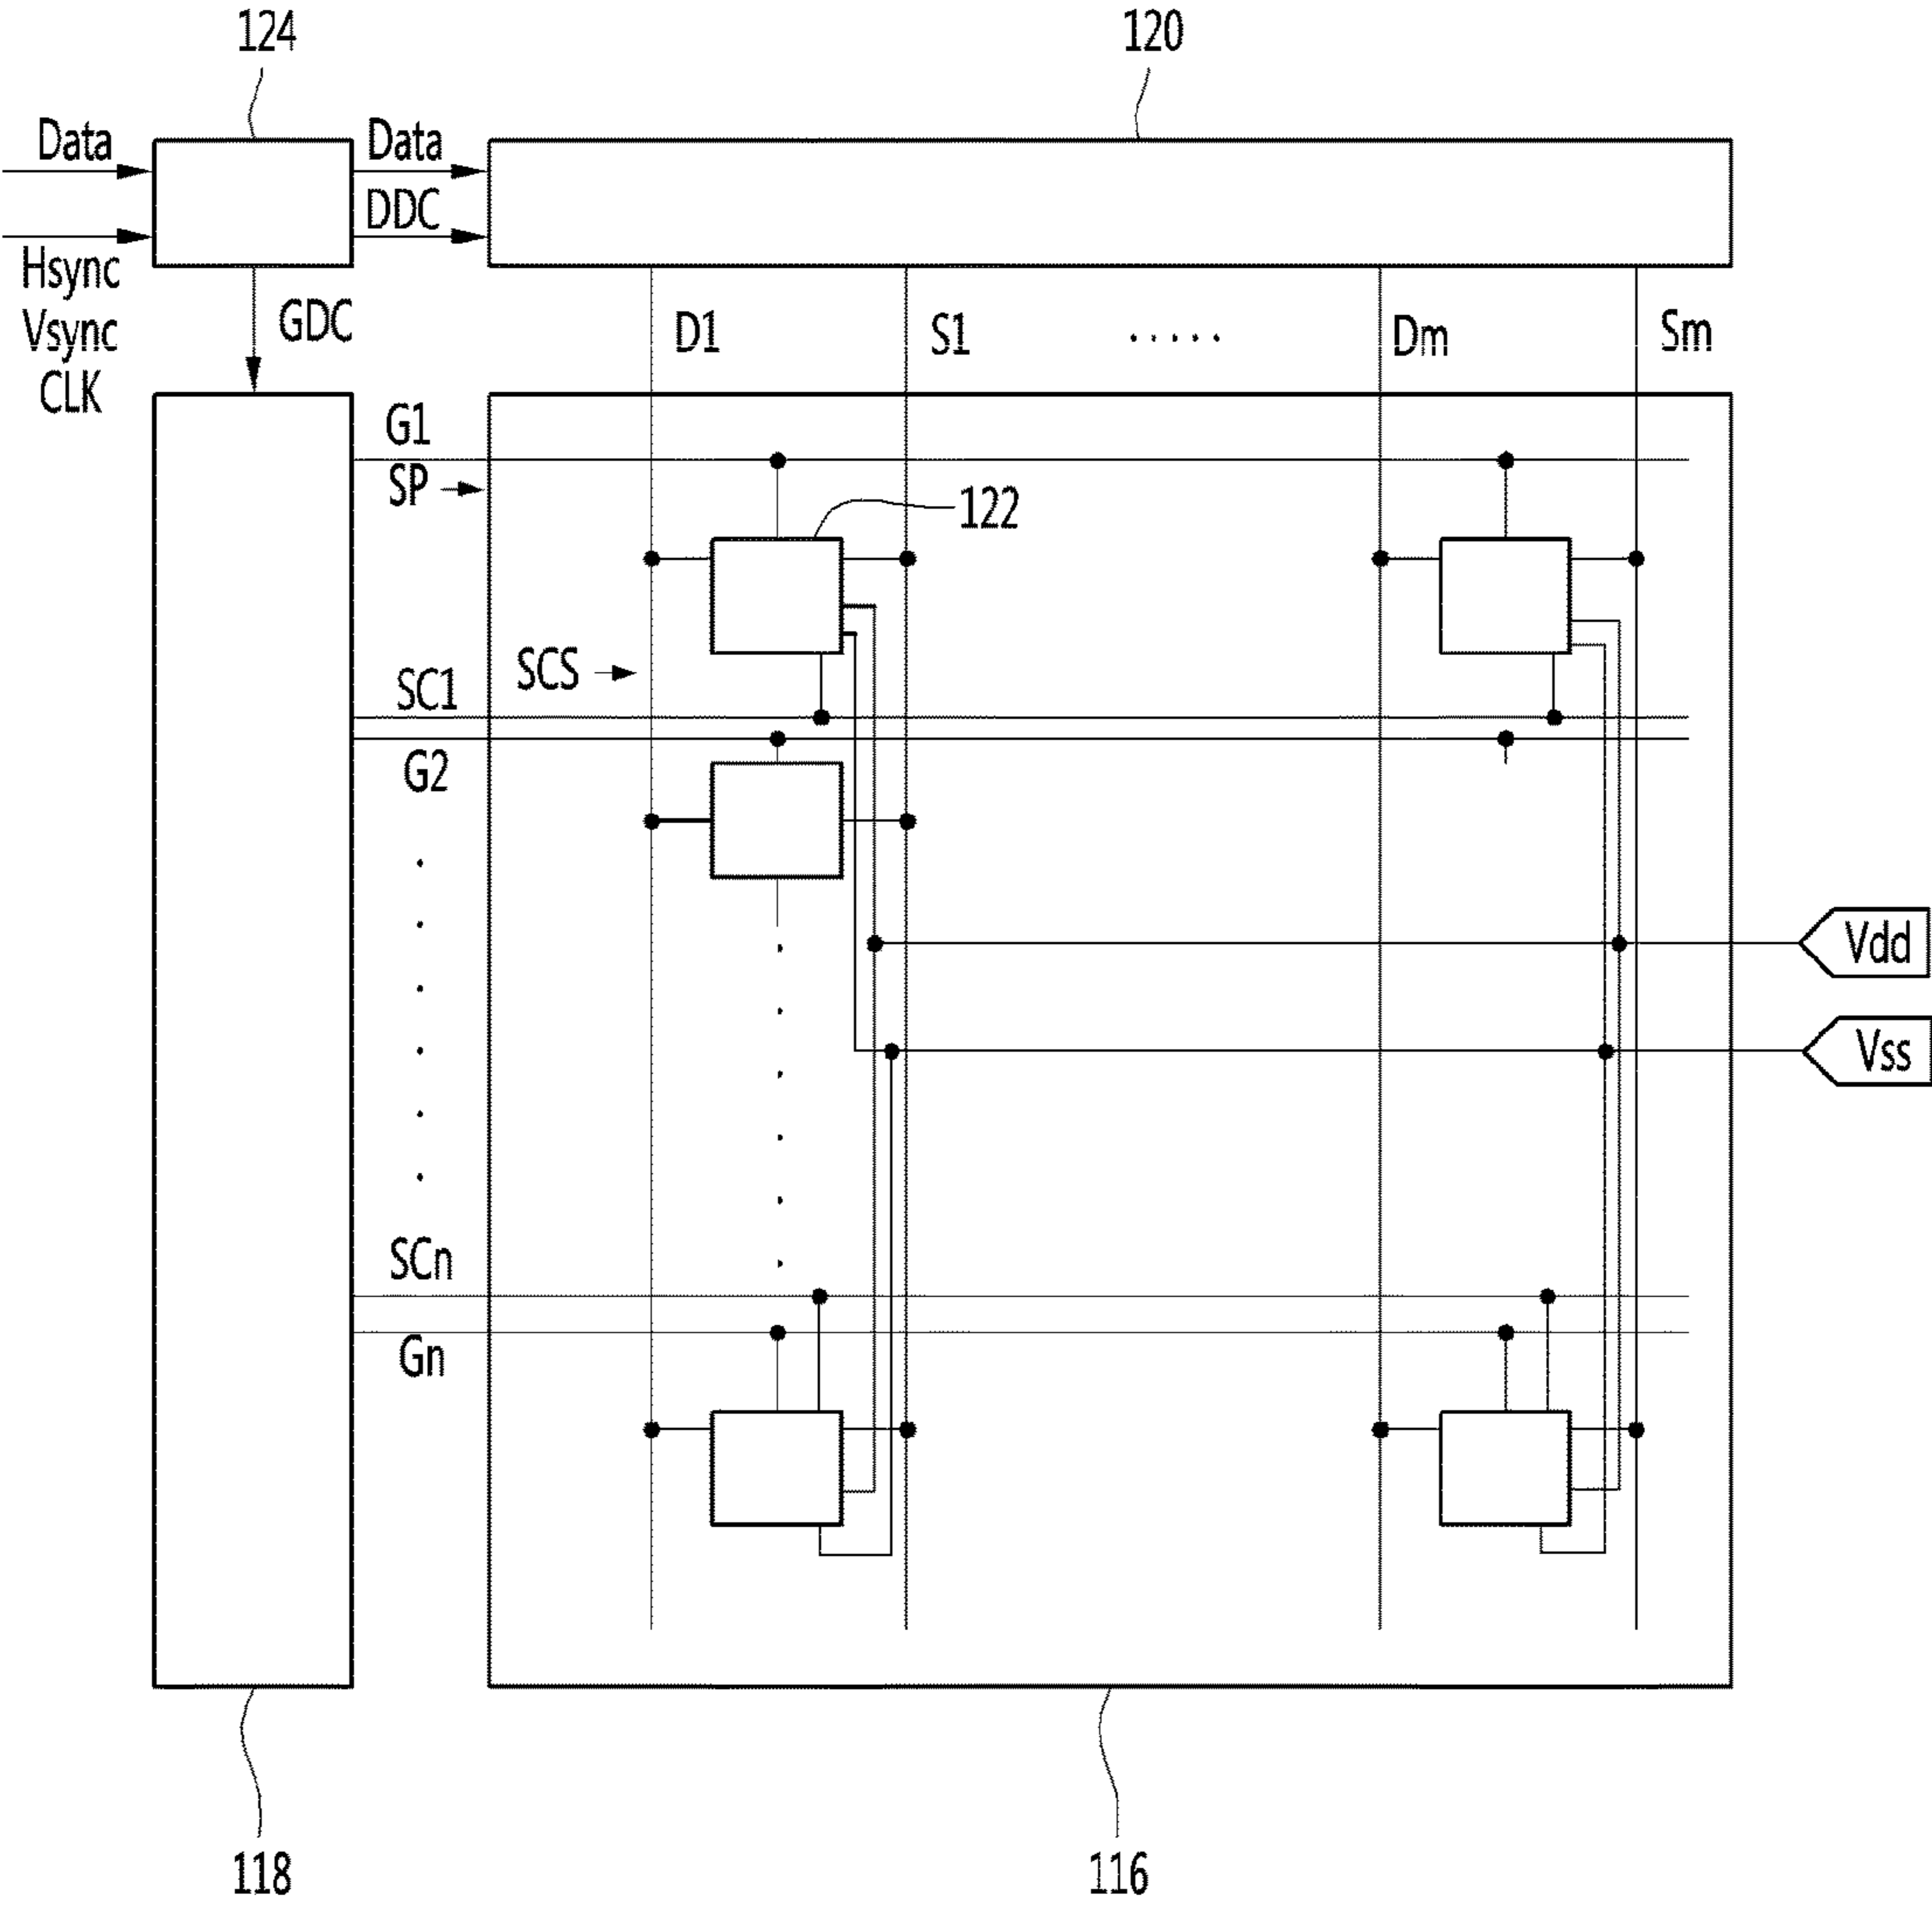 124
120
Data
Data
DDC
Hsync
Vsync
CLK
GDC
D1
S1
.....
Dm
Sm
G1
SP
122
SCS
SC1
G2
Vdd
Vss
SCn
Gn
118
116